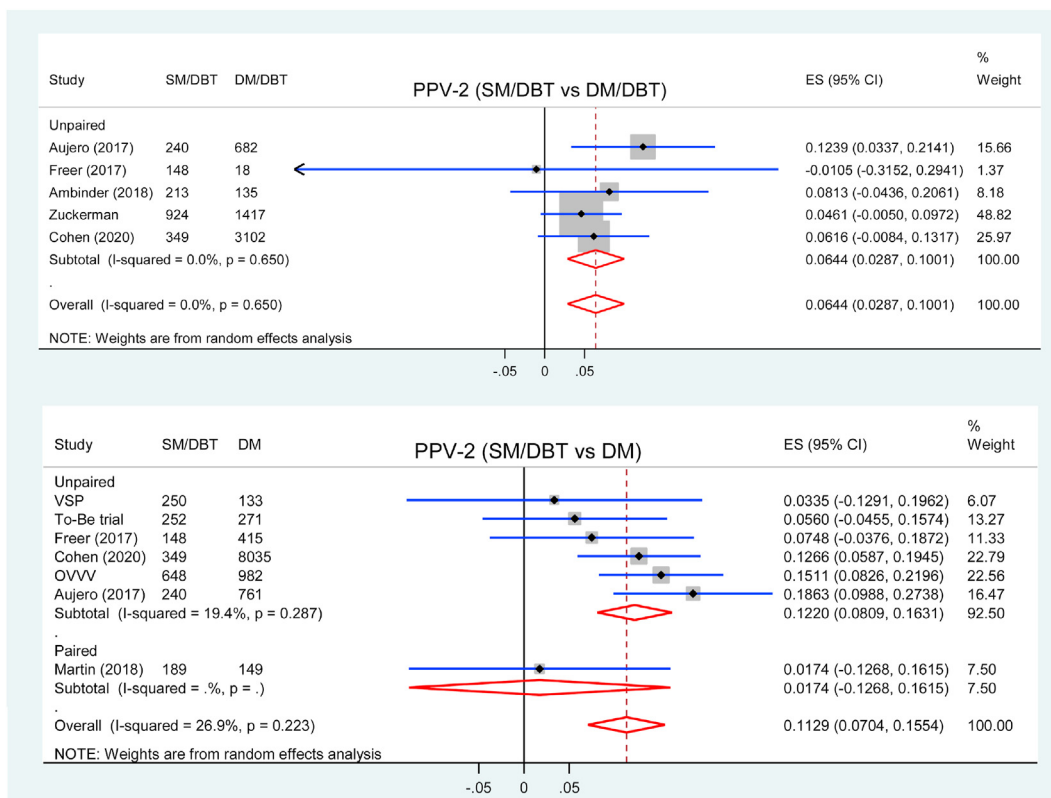 %
Study SM/DBT DM/DBT PPV-2 (SM/DBT vs DM/DBT) ES (95% CI) Weight
Unpaired
Aujero (2017) 240 682 0.1239 (0.0337, 0.2141) 15.66
Freer (2017) 148 18 -0.0105 (-0.3152, 0.2941) 1.37
Ambinder (2018) 213 135 0.0813 (-0.0436, 0.2061) 8.18
Zuckerman 924 1417 0.0461 (-0.0050, 0.0972) 48.82
Cohen (2020) 349 3102 0.0616 (-0.0084, 0.1317) 25.97
Subtotal (I-squared = 0.0%, p = 0.650) 0.0644 (0.0287, 0.1001) 100.00
.
Overall (I-squared = 0.0%, p = 0.650) 0.0644 (0.0287, 0.1001) 100.00
NOTE: Weights are from random effects analysis
-.05 0 .05
%
Study SM/DBT DM PPV-2 (SM/DBT vs DM) ES (95% CI) Weight
Unpaired
VSP 250 133 0.0335 (-0.1291, 0.1962) 6.07
To-Be trial 252 271 0.0560 (-0.0455, 0.1574) 13.27
Freer (2017) 148 415 0.0748 (-0.0376, 0.1872) 11.33
Cohen (2020) 349 8035 0.1266 (0.0587, 0.1945) 22.79
OVVV 648 982 0.1511 (0.0826, 0.2196) 22.56
Aujero (2017) 240 761 0.1863 (0.0988, 0.2738) 16.47
Subtotal (I-squared = 19.4%, p = 0.287) 0.1220 (0.0809, 0.1631) 92.50
.
Paired
Martin (2018) 189 149 0.0174 (-0.1268, 0.1615) 7.50
Subtotal (I-squared = .%, p = .) 0.0174 (-0.1268, 0.1615) 7.50
.
Overall (I-squared = 26.9%, p = 0.223) 0.1129 (0.0704, 0.1554) 100.00
NOTE: Weights are from random effects analysis
-.05 0 .05